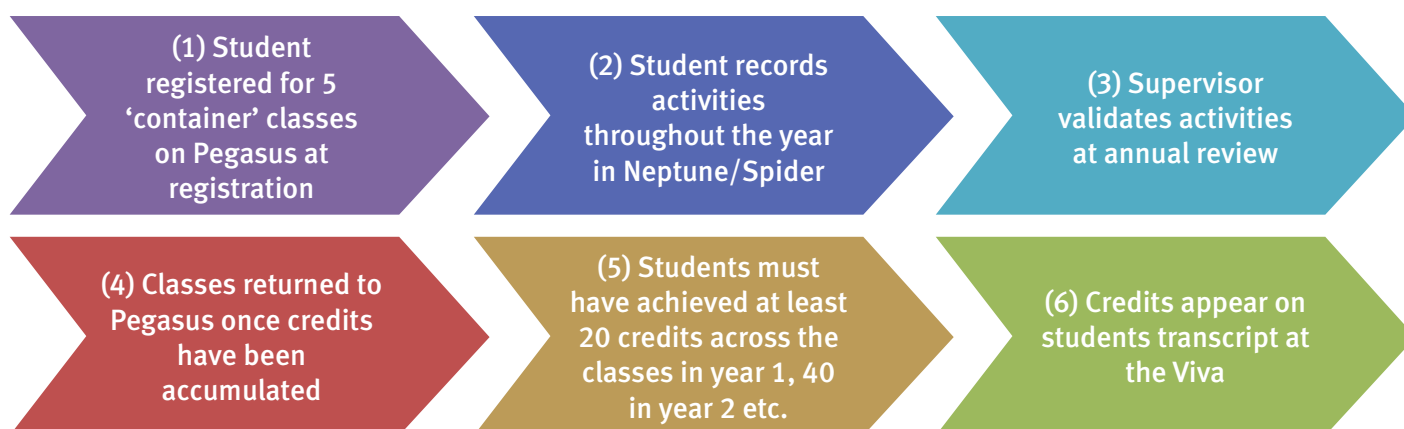 (1) Student
registered for 5
‘container’ classes
on Pegasus at
registration
(2) Student records
activities
throughout the year
in Neptune/Spider
(3) Supervisor
validates activities
at annual review
(4) Classes returned to
Pegasus once credits
have been
accumulated
(5) Students must
have achieved at least
20 credits across the
classes in year 1, 40
in year 2 etc.
(6) Credits appear on
students transcript at
the Viva